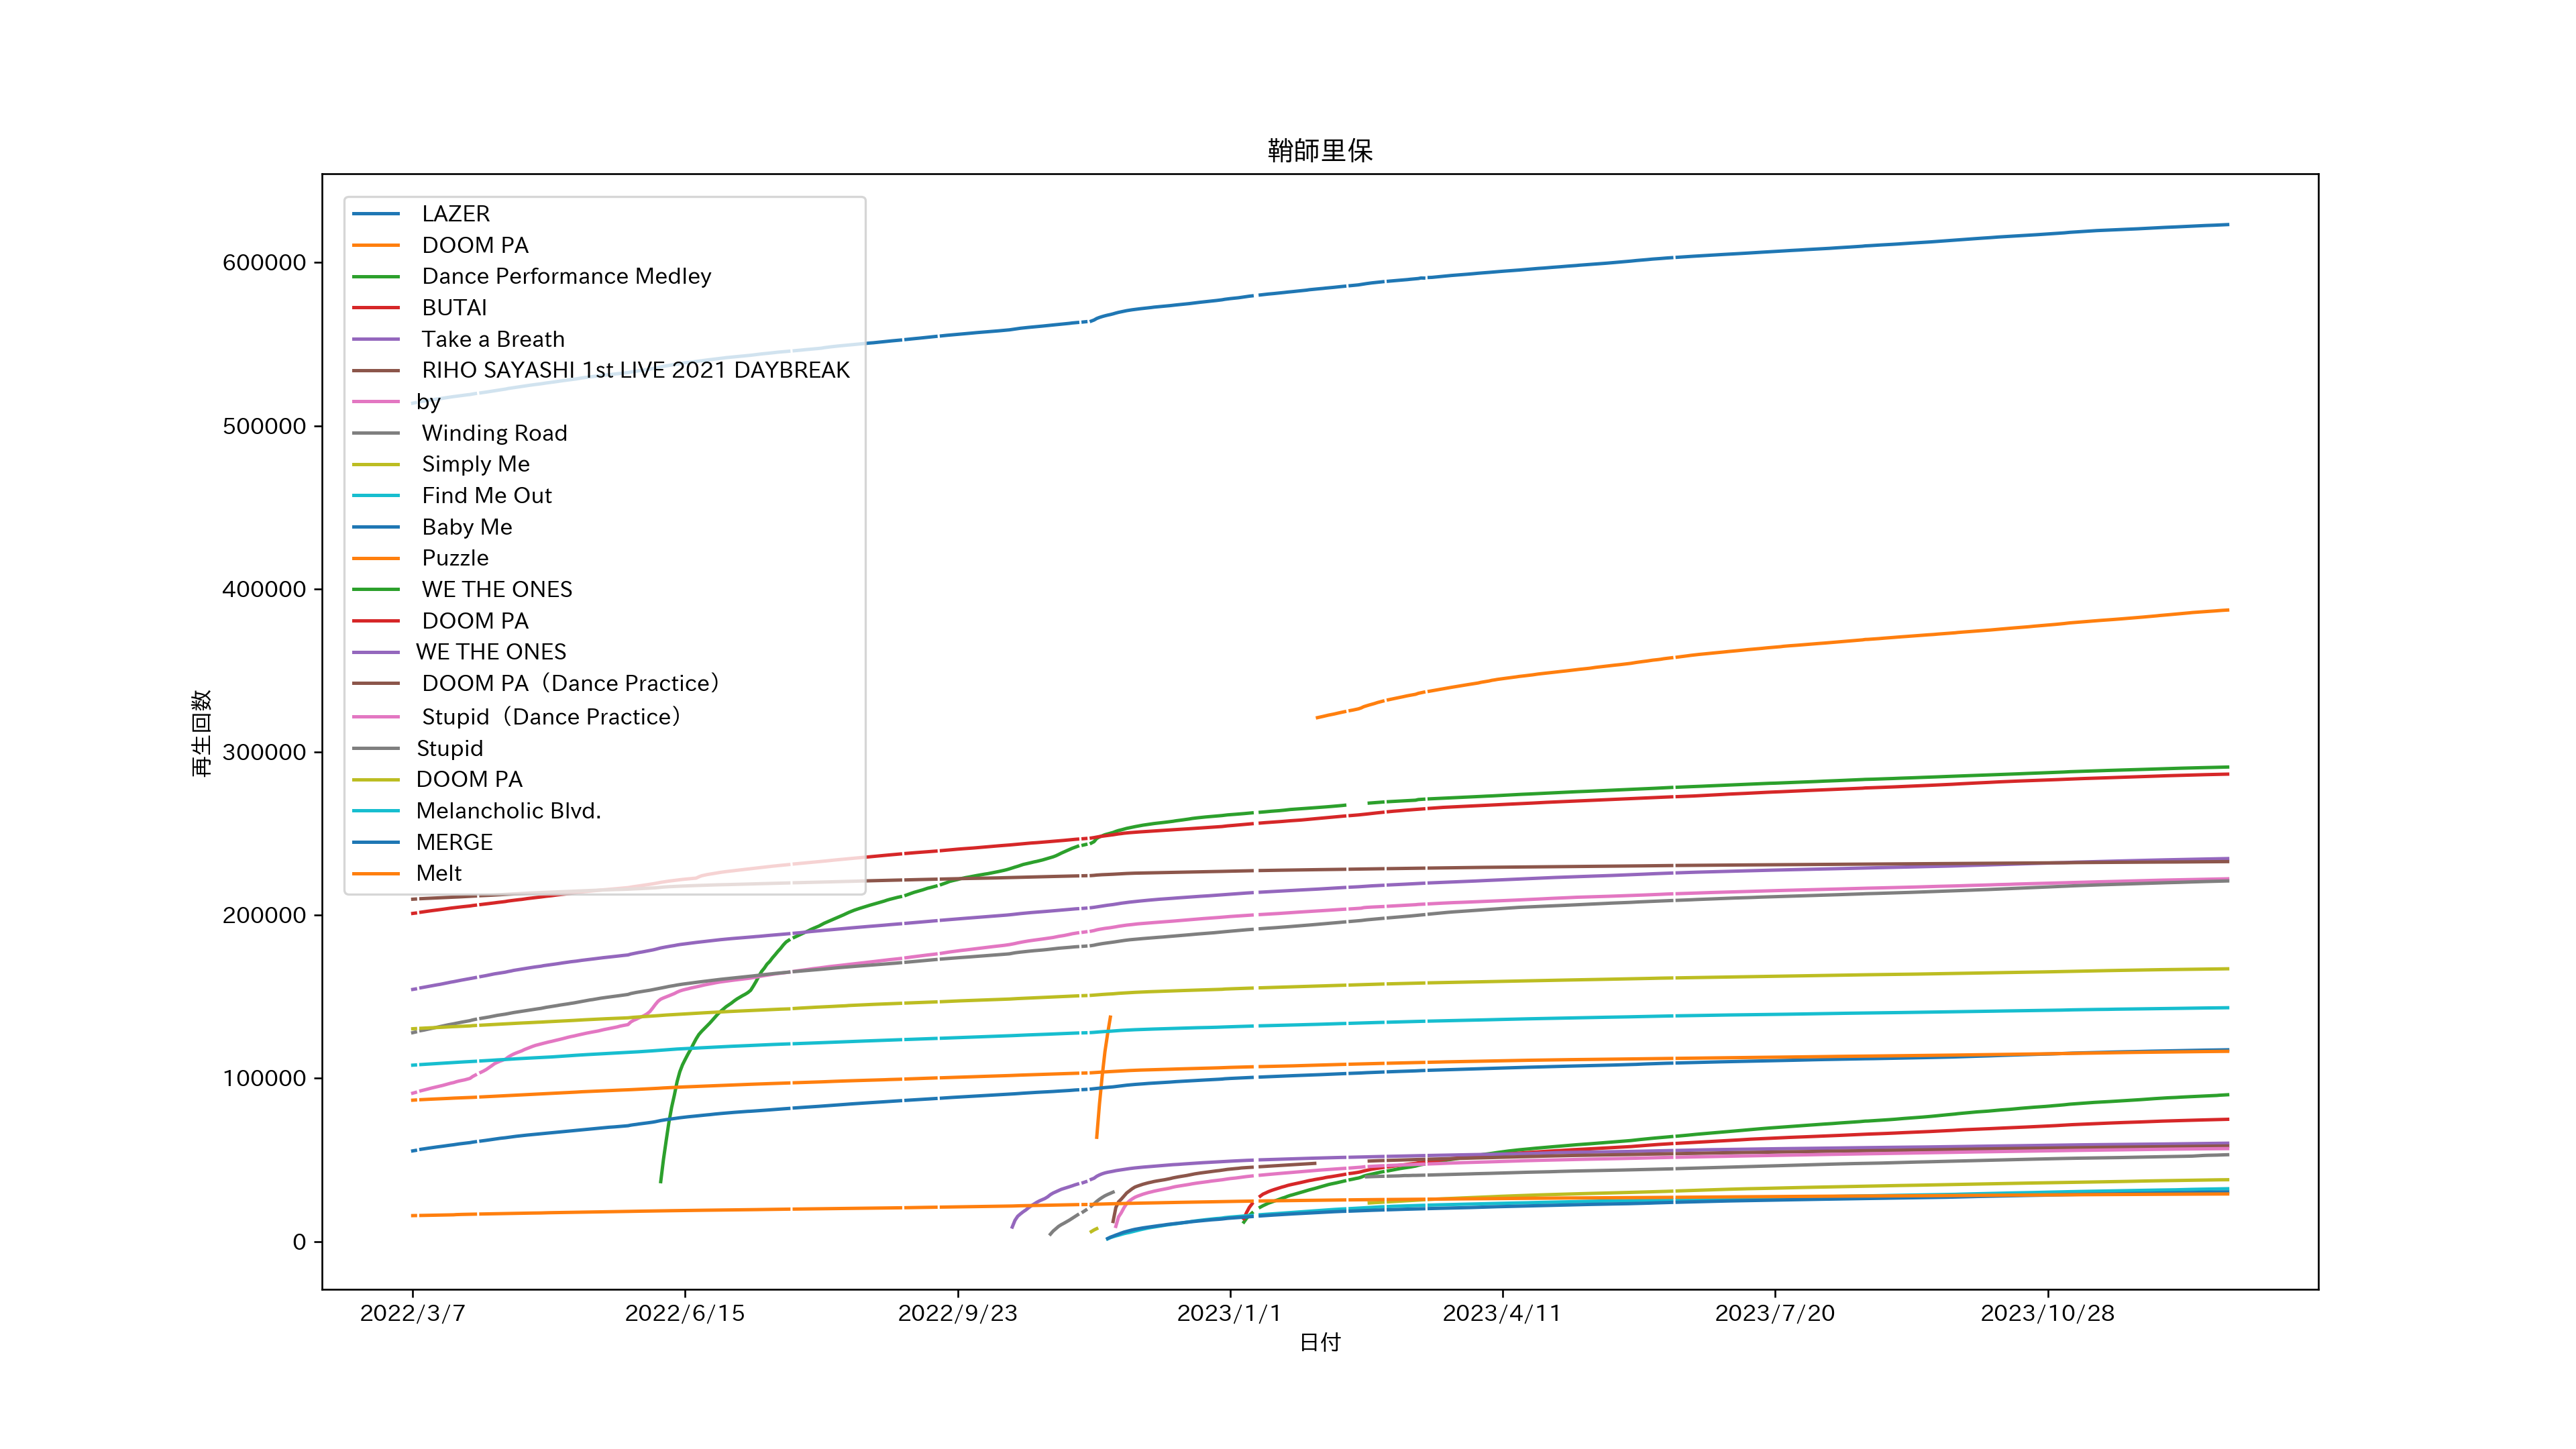 鞘師里保
LAZER
DOOM PA
Dance Performance Medley
BUTAI
Take a Breath
RIHO SAYASHI 1st LIVE 2021 DAYBREAK
by
Winding Road
Simply Me
Find Me Out
Baby Me
Puzzle
WE THE ONES
DOOM PA
WE THE ONES
DOOM PA（Dance Practice）
Stupid（Dance Practice）
Stupid
DOOM PA
Melancholic Blvd.
MERGE
Melt
600000
500000
400000
300000
200000
100000
0
再生回数
2022/3/7 2022/6/15 2022/9/23 2023/1/1 2023/4/11 2023/7/20 2023/10/28
日付